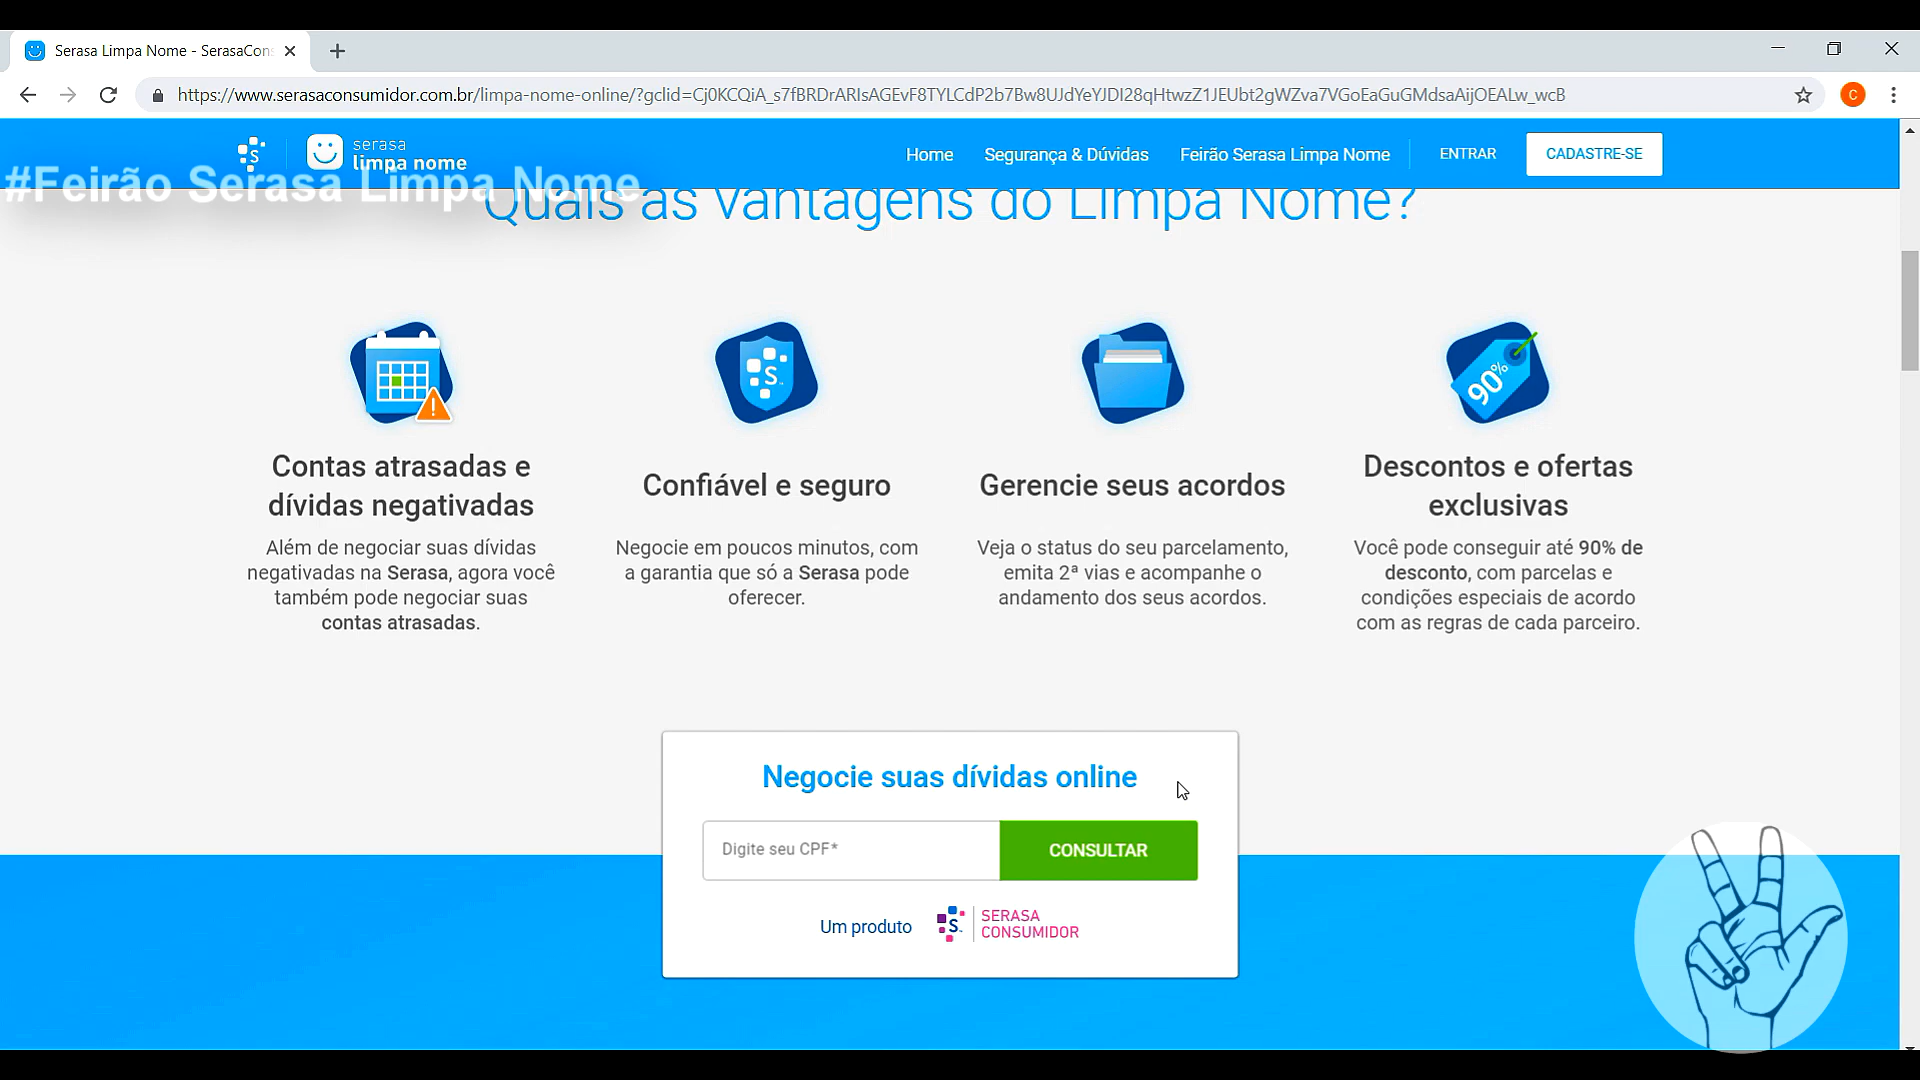 Serasa Limpa Nome - SerasaCons
https://www.serasaconsumidor.com.br/limpa-nome-online/?gclid=Cj0KCQiA_s7fBRDrARIsAGEvF8TYLCdP2b7Bw8UJdYeYJDI28qHtwzZ1JEUbt2gWZva7VGoEaGuGMdsaAijOEALw_wcB
C
S
serasa
limpa nome
Home
Segurança & Dúvidas
Feirão Serasa Limpa Nome
ENTRAR
CADASTRE-SE
#Feirão Serasa Limpa Nome
Quais as vantagens do Limpa Nome?
S
90%
Contas atrasadas e
dívidas negativadas
Além de negociar suas dívidas
negativadas na Serasa, agora você
também pode negociar suas
contas atrasadas.
Confiável e seguro
Negocie em poucos minutos, com
a garantia que só a Serasa pode
oferecer.
Gerencie seus acordos
Veja o status do seu parcelamento,
emita 2ª vias e acompanhe o
andamento dos seus acordos.
Descontos e ofertas
exclusivas
Você pode conseguir até 90% de
desconto, com parcelas e
condições especiais de acordo
com as regras de cada parceiro.
Negocie suas dívidas online
Digite seu CPF*
CONSULTAR
Um produto
S
SERASA
CONSUMIDOR